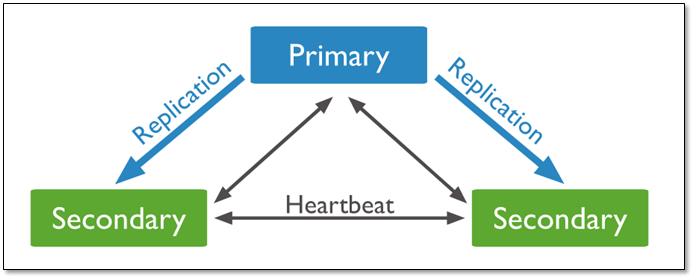 Primary
Replication
Replication
Heartbeat
Secondary
Secondary